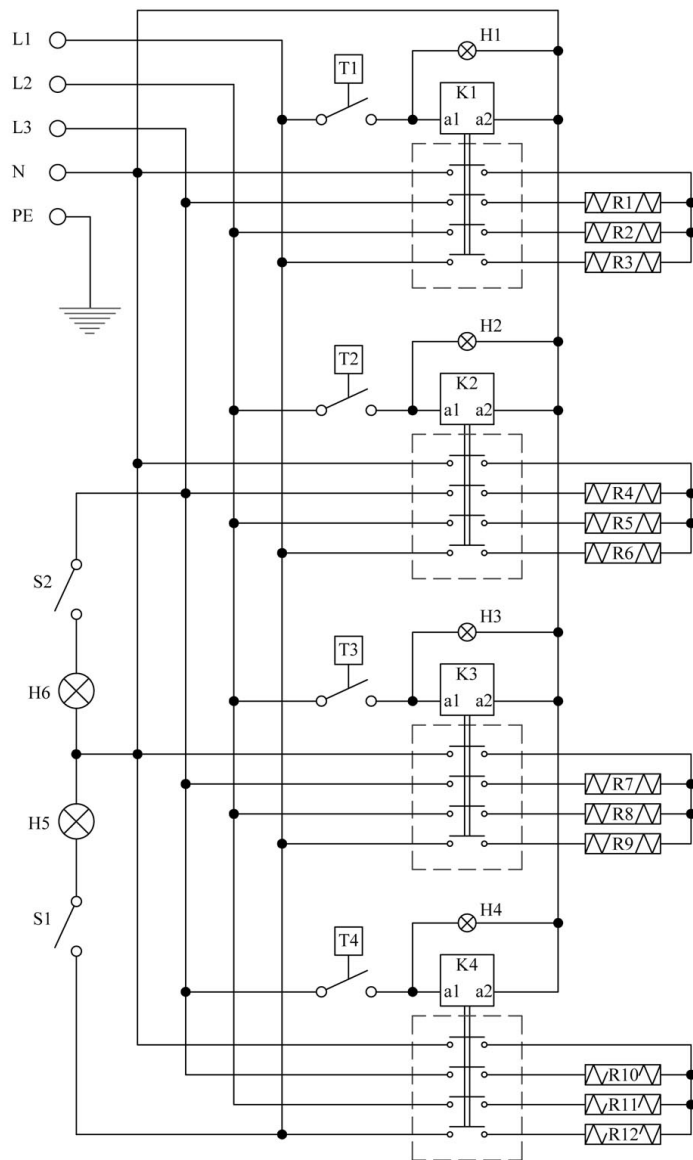 L1
H1
T1
L2
K1
a1 a2
L3
N
R1
PE
R2
R3
H2
T2
K2
a1 a2
R4
R5
R6
S2
H3
T3
K3
a1 a2
H6
R7
H5
R8
R9
S1
H4
T4
K4
a1 a2
R10
R11
R12